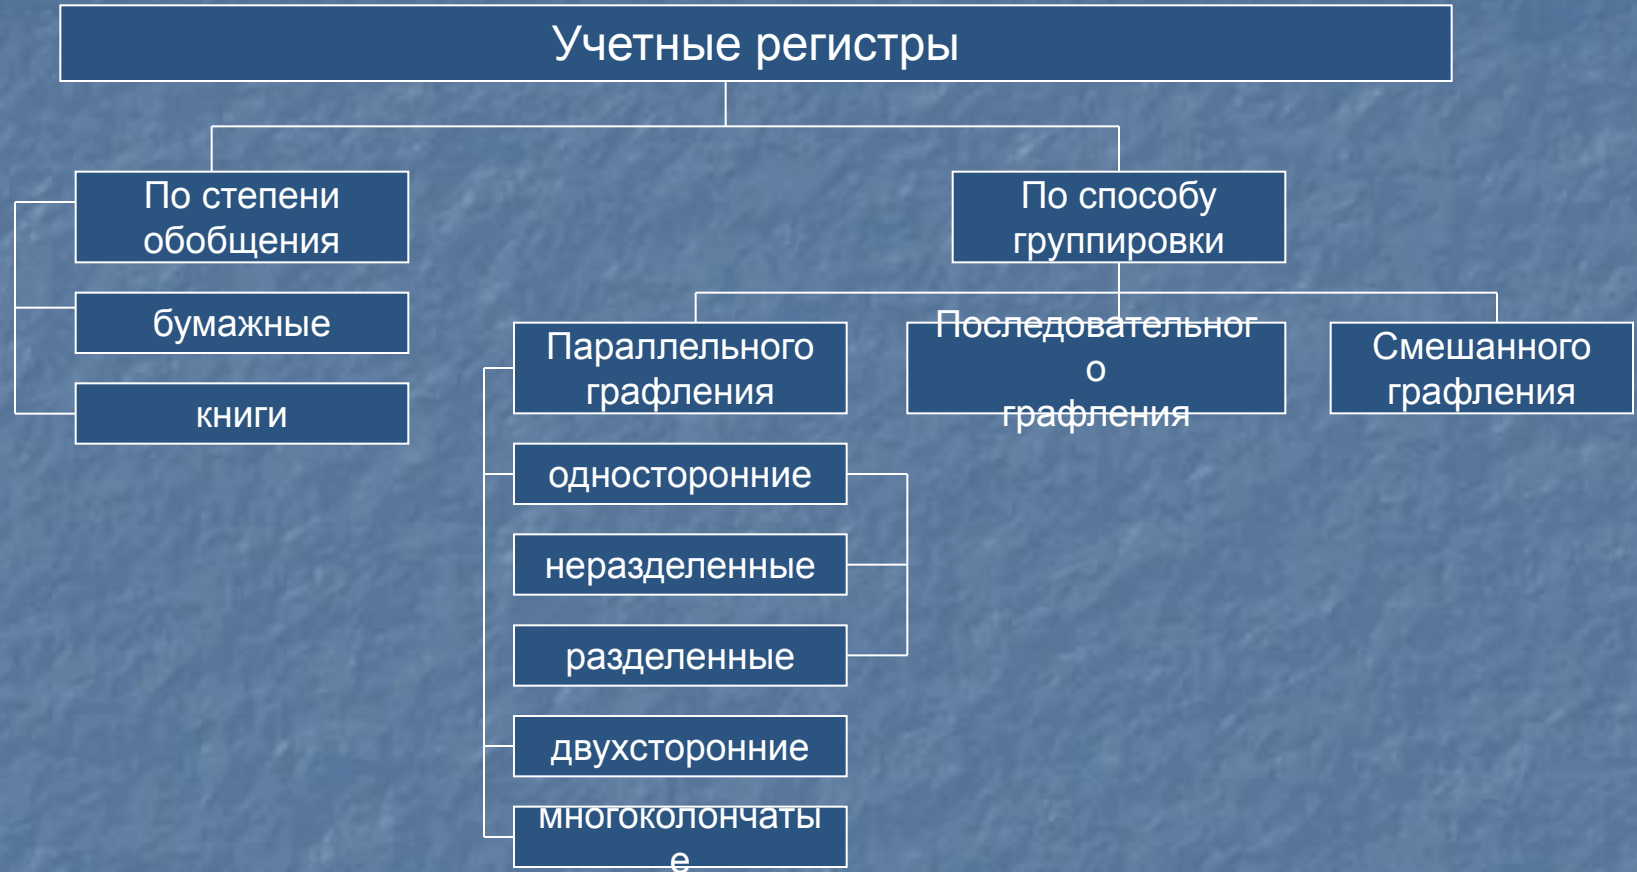 Учетные регистры
По степени
обобщения
бумажные
книги
По способу
группировки
Параллельного
графления
односторонние
неразделенные
разделенные
двухсторонние
многоколончаты
е
Последовательног
о
графления
Смешанного
графления